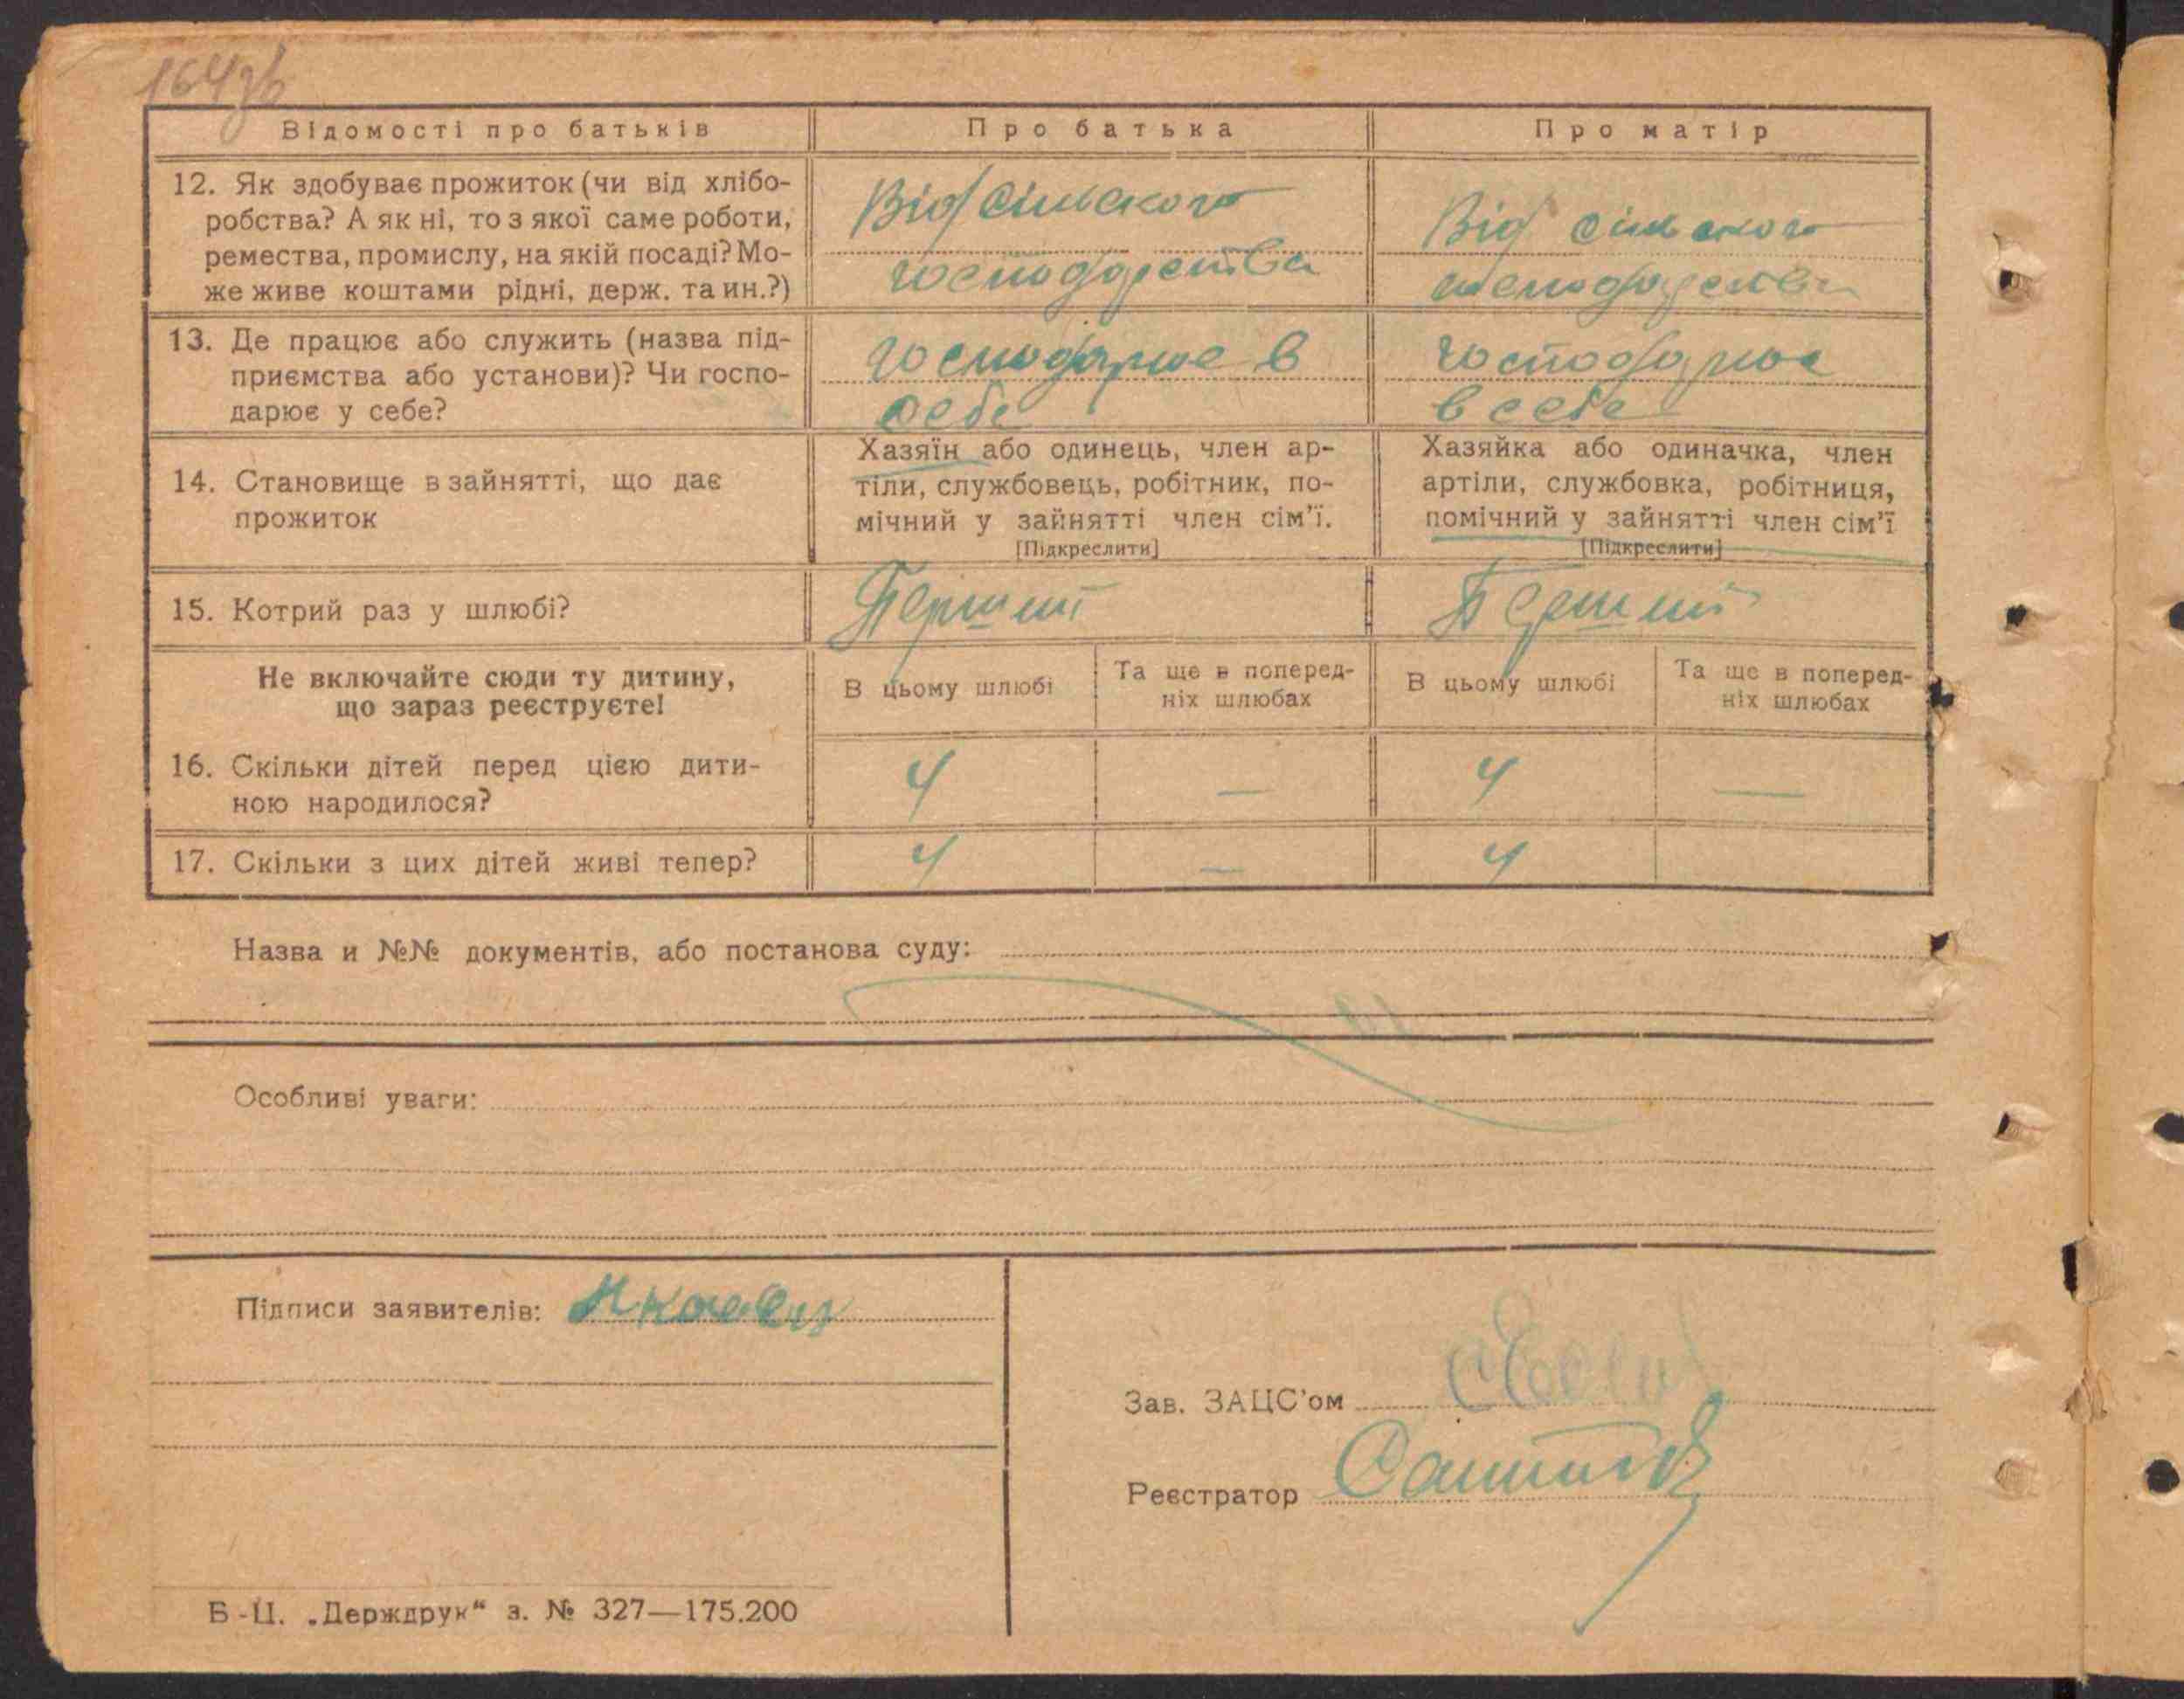 164зв
Відомості про батьків
Про батька
Про матір
12. Як здобуває прожиток (чи від хлібо-
робства? А як ні, то з якої саме роботи,
ремества, промислу, на якій посаді? Мо-
же живе коштами рідні, держ. та ин.?)
Від сільского
господарства
Від сільского
господарства
13. Де працює або служить (назва під-
приємства або установи)? Чи госпо-
дарює у себе?
господарює в
себе
господарює
в себе
14. Становище в зайнятті, що дає
прожиток
Хазяїн або одинець, член ар-
тіли, службовець, робітник, по-
мічний у зайнятті член сім'ї.
[Підкреслити]
Хазяйка або одиначка, член
артіли, службовка, робітниця,
помічний у зайнятті член сім'ї
[Підкреслити]
15. Котрий раз у шлюбі?
Перший
Перший
Не включайте сюди ту дитину,
що зараз реєструєте!
В цьому шлюбі
Та ще в поперед-
ніх шлюбах
В цьому шлюбі
Та ще в поперед-
ніх шлюбах
16. Скільки дітей перед цією дити-
ною народилося?
4 — 4 —
17. Скільки з цих дітей живі тепер?
4 — 4
Назва и №№ документів, або постанова суду:
Особливі уваги:
Підписи заявителів:
Зав. ЗАЦС'ом
Реєстратор
Б.-Ц. „Держдрук“ з. № 327—175.200